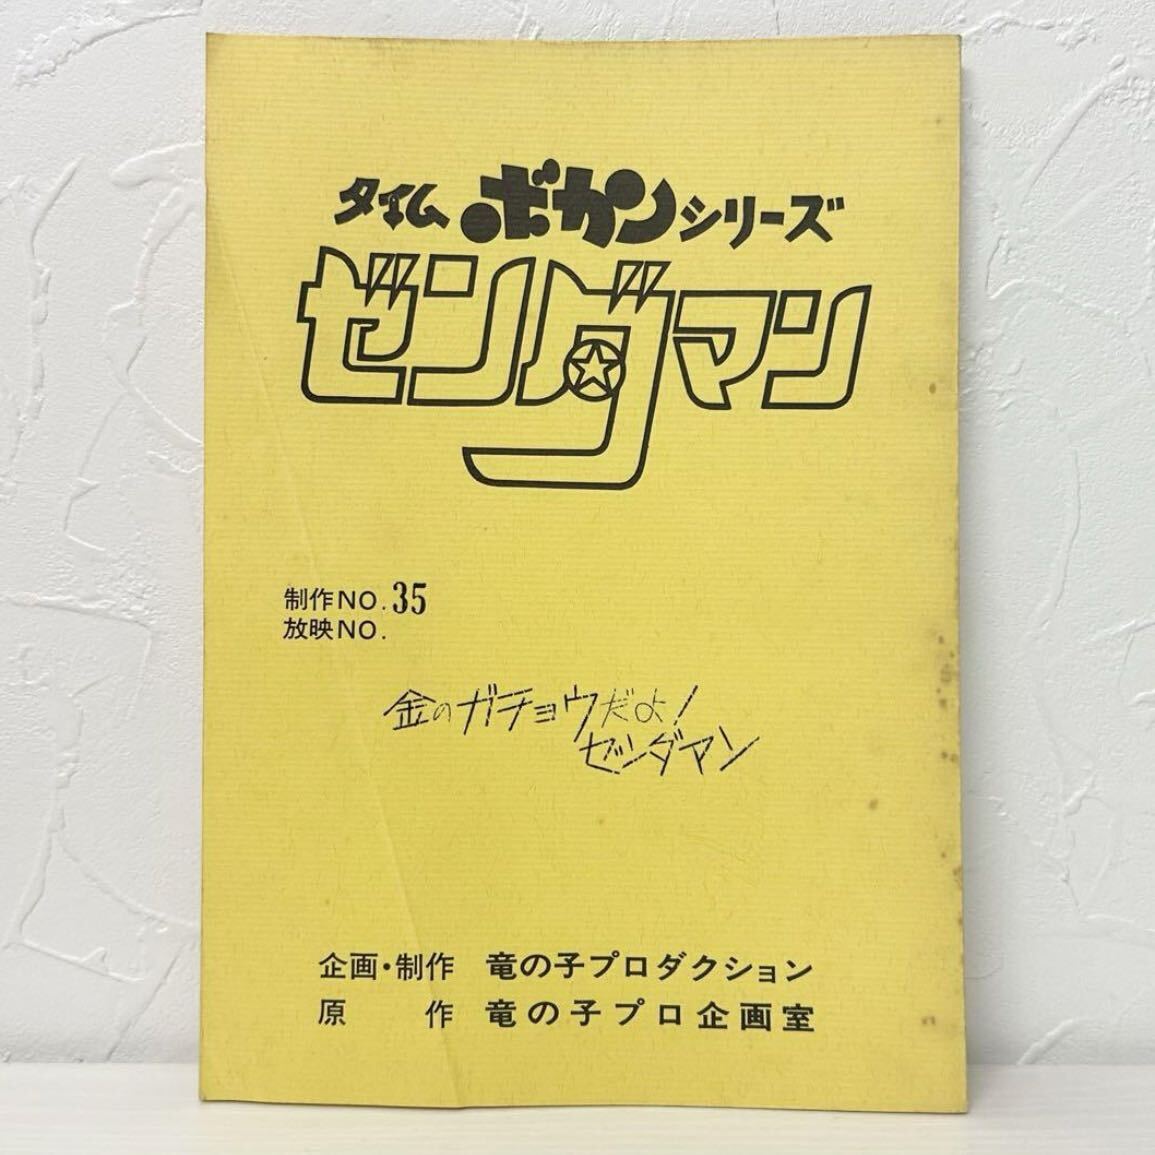 タイムボカンシリーズ
ゼンダマン
制作NO.35
放映NO.
金のガチョウだよ!
ゼンダマン
企画・制作 竜の子プロダクション
原 作 竜の子プロ企画室